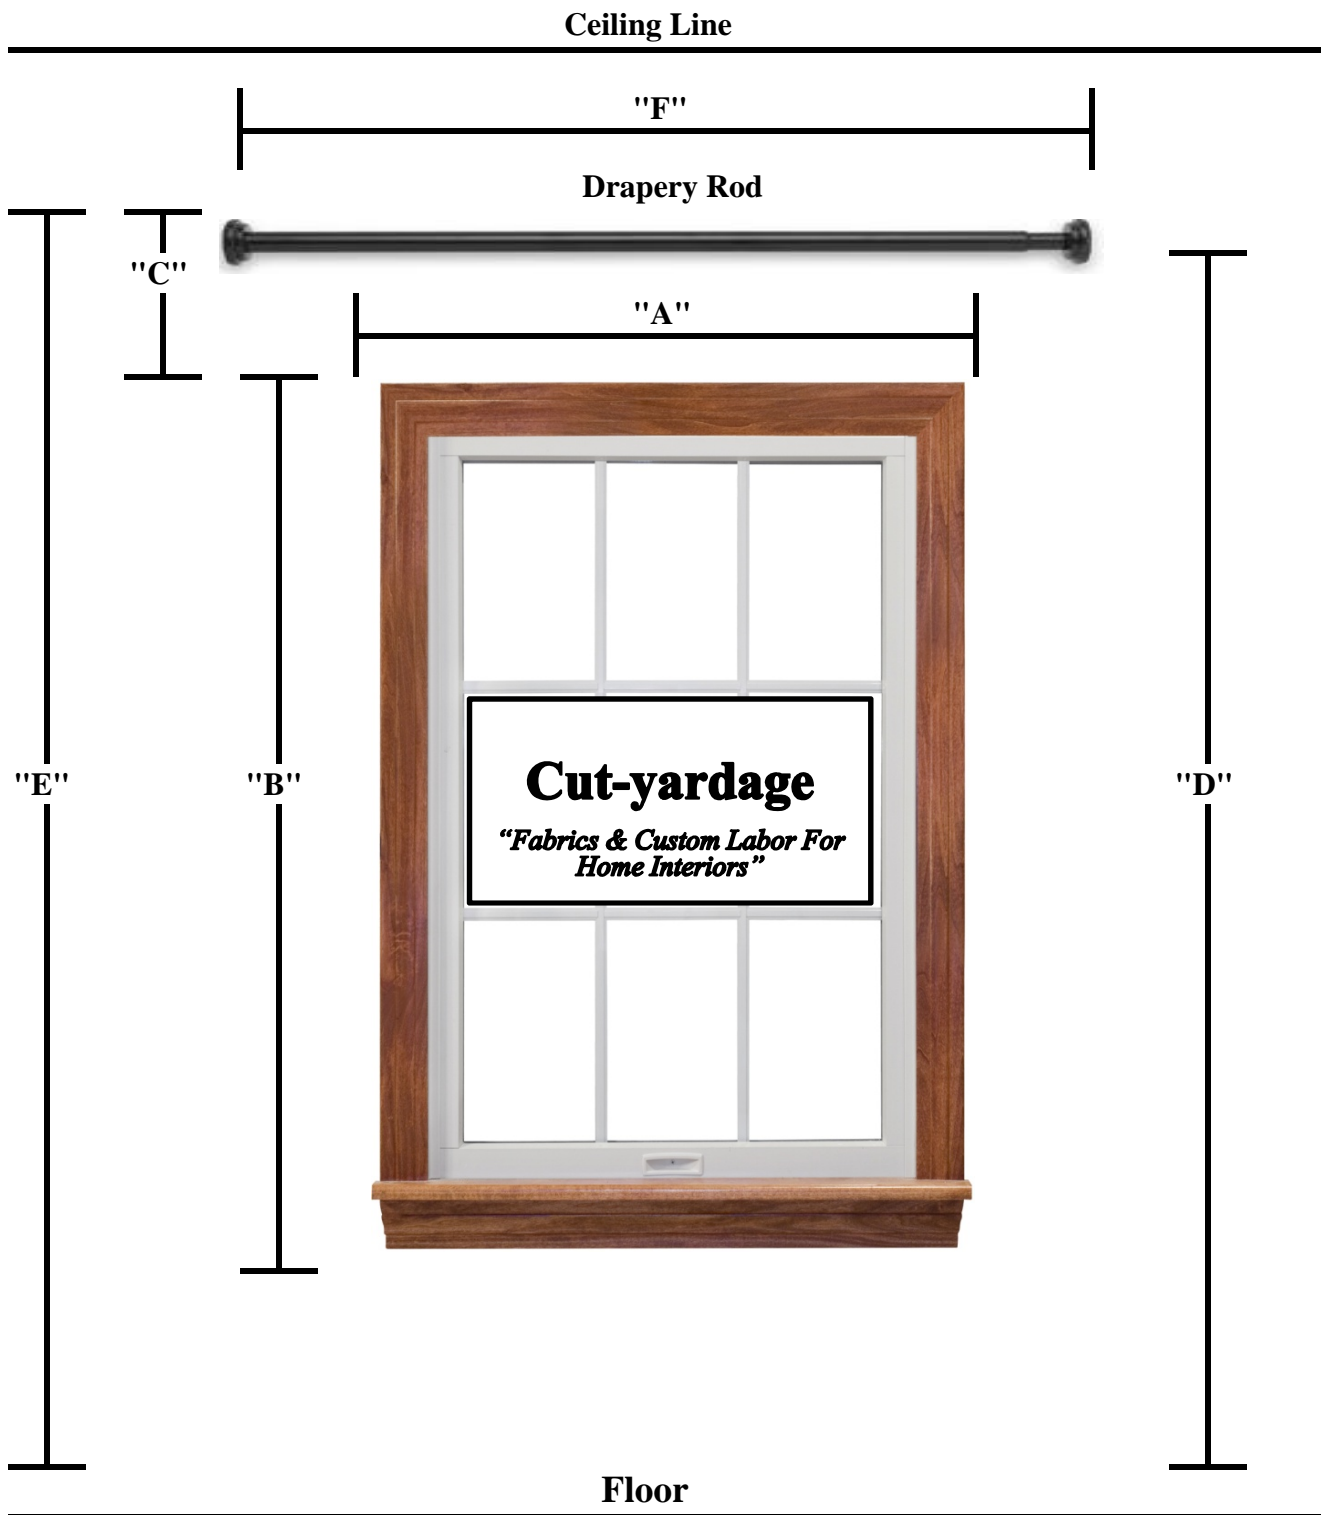 Ceiling Line
"F"
Drapery Rod
"C"
"A"
"E"
"B"
"D"
Cut-yardage
“Fabrics & Custom Labor For
Home Interiors”
Floor